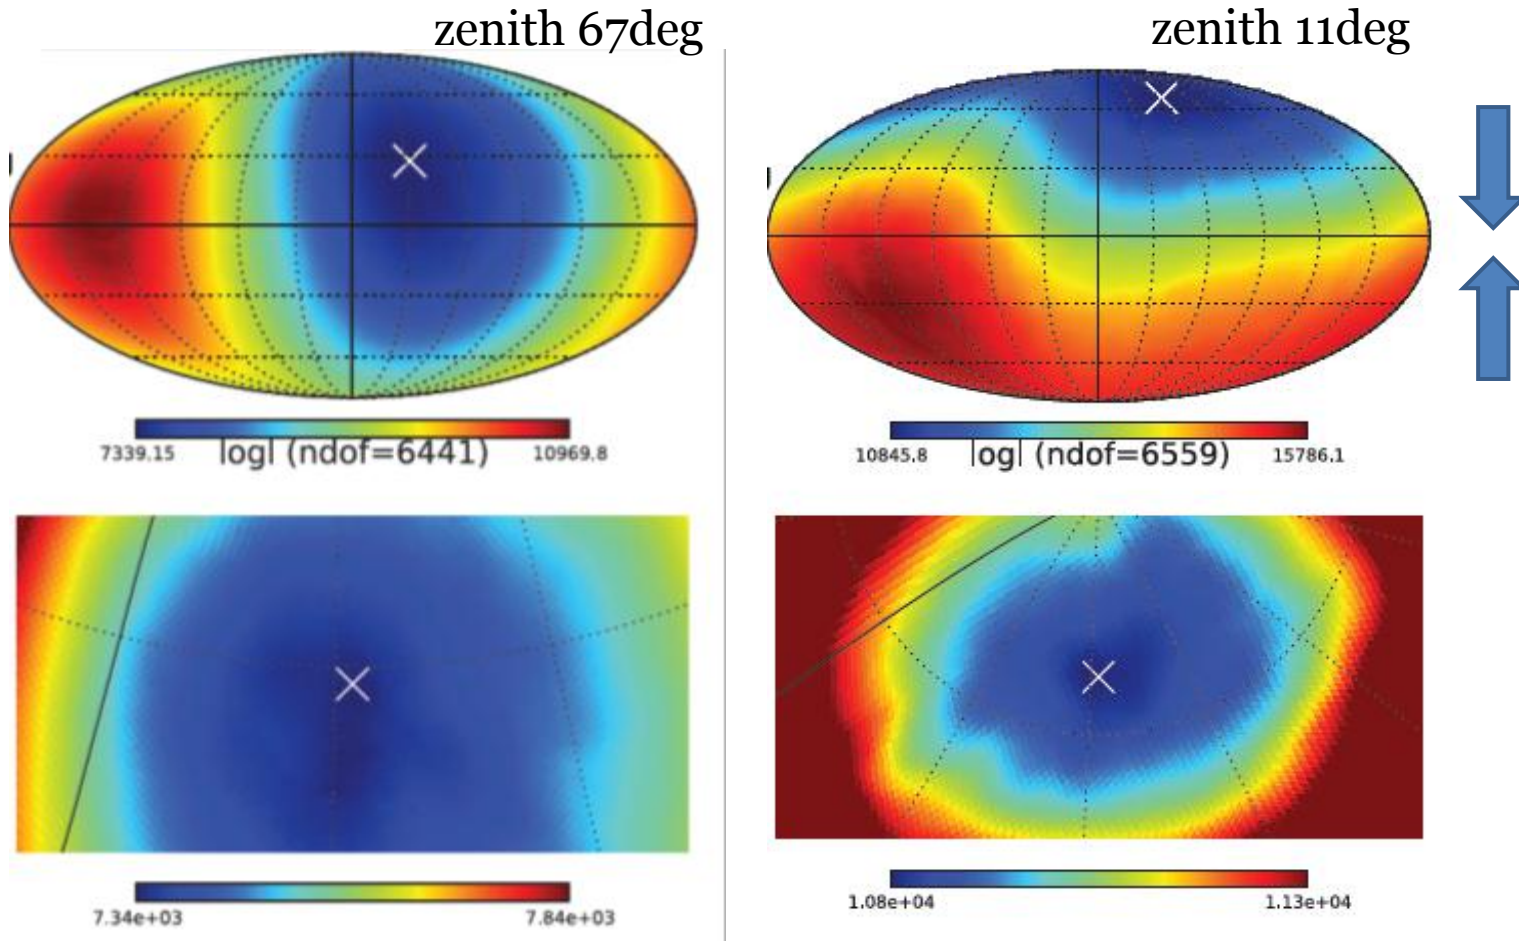 zenith 67deg
7339.15 logl (ndof=6441) 10969.8
7.34e+03 7.84e+03
zenith 11deg
10845.8 logl (ndof=6559) 15786.1
1.08e+04 1.13e+04